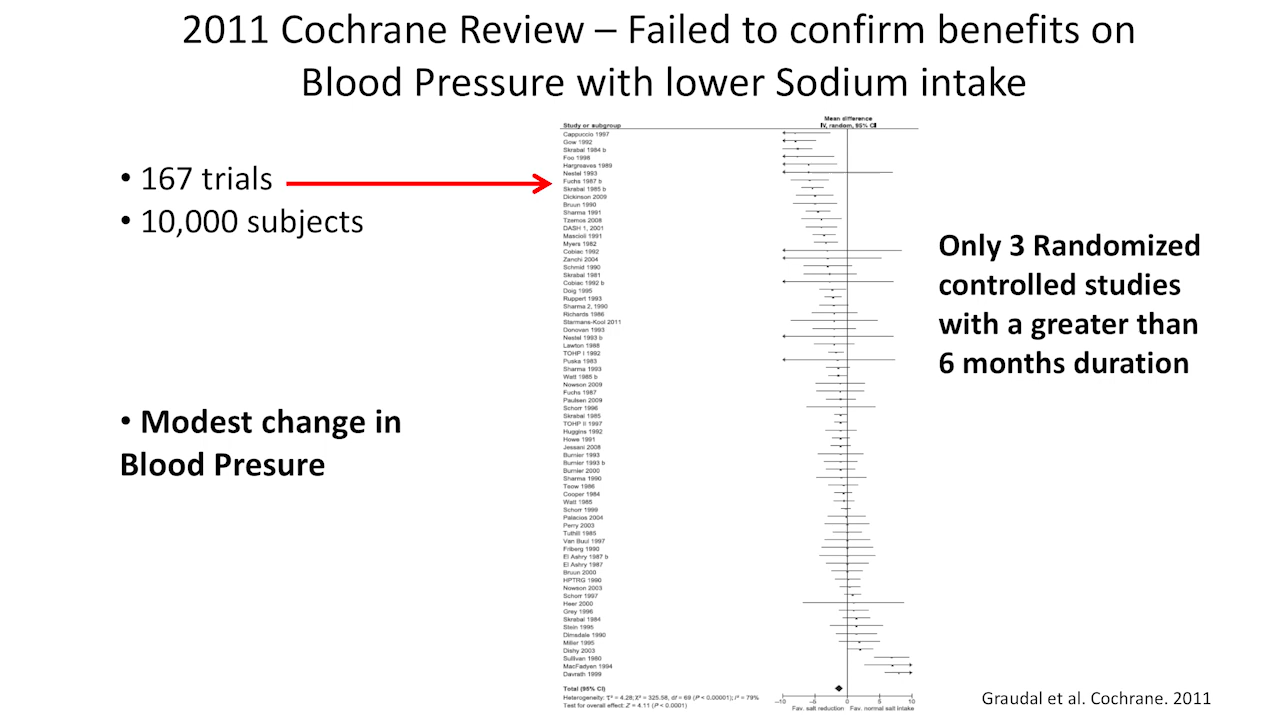 2011 Cochrane Review – Failed to confirm benefits on
Blood Pressure with lower Sodium intake
• 167 trials
• 10,000 subjects
• Modest change in
Blood Presure
Study or subgroup
Mean difference
IV, random, 95% CI
Cappuccio 1997
Gow 1992
Skrabal 1984 b
Foo 1998
Hargreaves 1989
Nestel 1993
Fuchs 1987 b
Skrabal 1985 b
Dickinson 2009
Bruun 1990
Sharma 1991
Tzemos 2008
DASH 1, 2001
Mascioli 1991
Myers 1982
Cobiac 1992
Zanchi 2004
Schmid 1990
Skrabal 1981
Cobiac 1992 b
Doig 1995
Ruppert 1993
Sharma 2, 1990
Richards 1986
Starmans-Kool 2011
Donovan 1993
Nestel 1993 b
Lawton 1988
TOHP I 1992
Puska 1983
Sharma 1993
Watt 1985 b
Nowson 2009
Fuchs 1987
Paulsen 2009
Schorr 1996
Skrabal 1985
TOHP II 1997
Huggins 1992
Howe 1991
Jessani 2008
Burnier 1993
Burnier 1993 b
Burnier 2000
Sharma 1990
Teow 1986
Cooper 1984
Watt 1985
Schorr 1999
Palacios 2004
Perry 2003
Tuthill 1985
Van Buul 1997
Friberg 1990
El Ashry 1987 b
El Ashry 1987
Bruun 2000
HPTRG 1990
Nowson 2003
Schorr 1997
Heer 2000
Grey 1996
Skrabal 1984
Stein 1995
Dimsdale 1990
Miller 1995
Dishy 2003
Sullivan 1980
MacFadyen 1994
Davrath 1999
Total (95% CI)
Heterogeneity: T² = 4.28; X² = 325.58, df = 69 (P < 0.00001); I² = 79%
Test for overall effect: Z = 4.11 (P < 0.0001)
−10 −5 0 5 10
Fav. salt reduction Fav. normal salt intake
Only 3 Randomized
controlled studies
with a greater than
6 months duration
Graudal et al. Cochrane. 2011